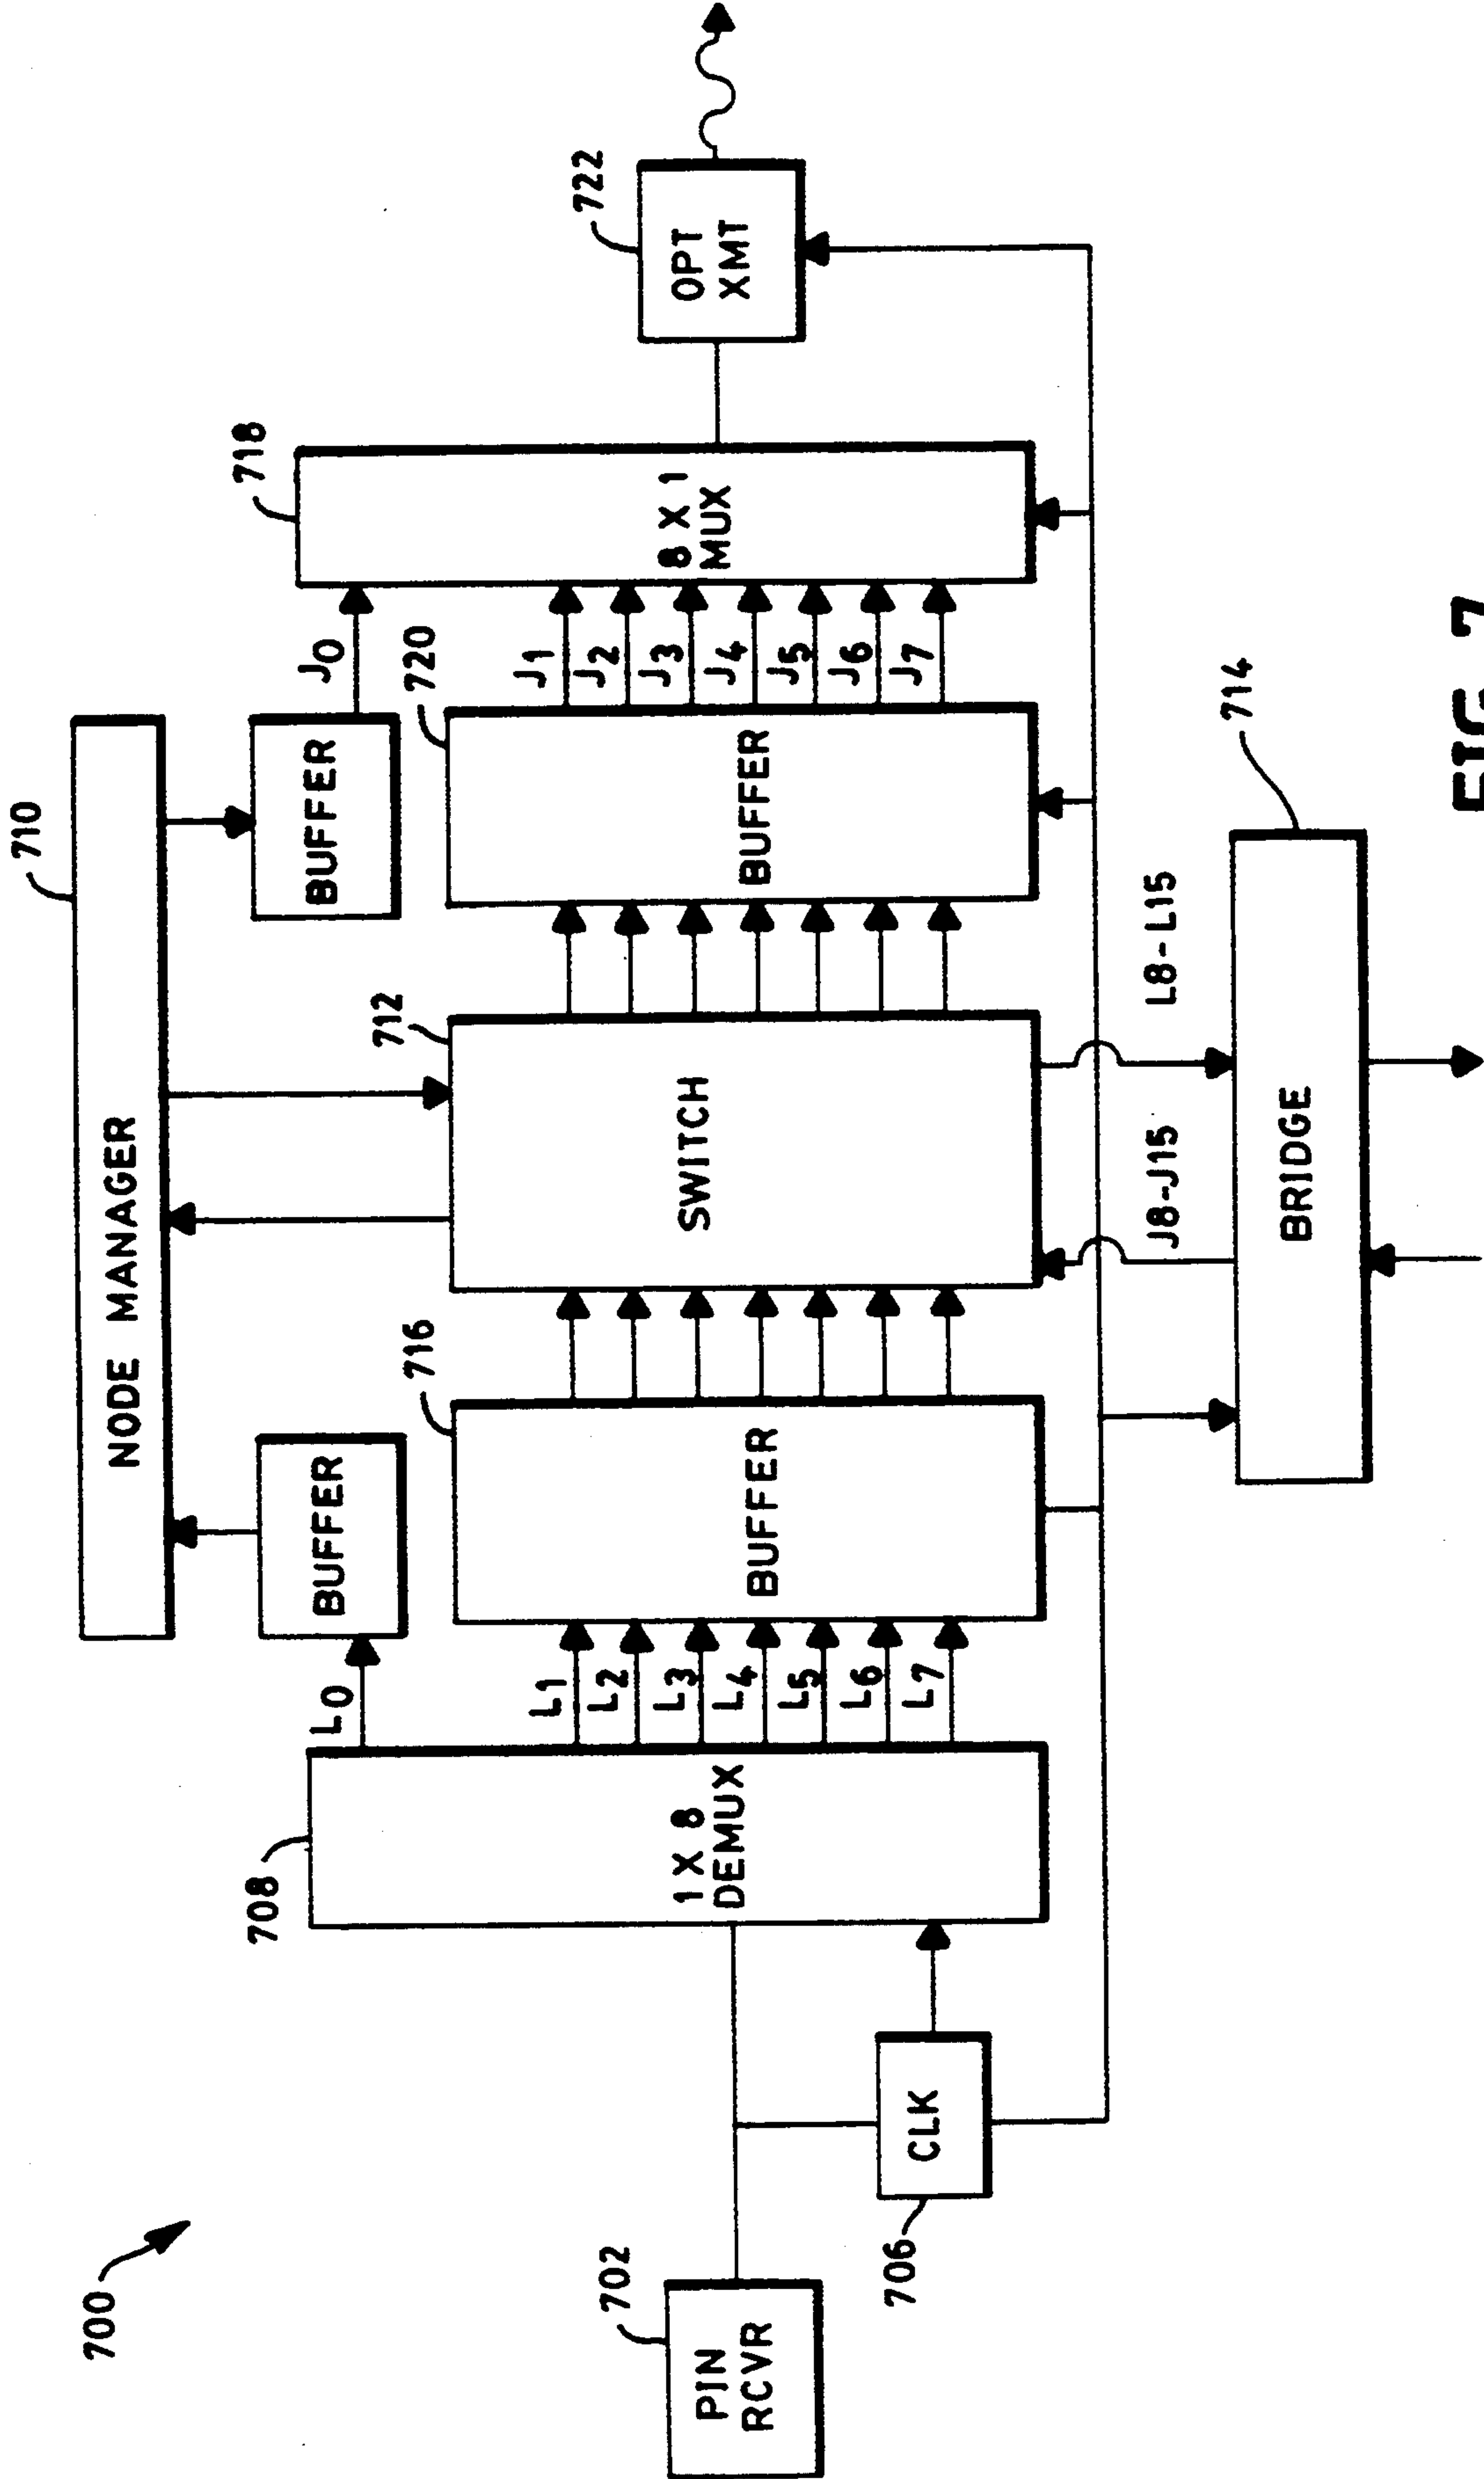 700
710
NODE MANAGER
BUFFER
BUFFER
L0
J0
708
1 X 8
DEMUX
L1
L2
L3
L4
L5
L6
L7
716
BUFFER
712
SWITCH
720
BUFFER
J1
J2
J3
J4
J5
J6
J7
718
8 X 1
MUX
722
OPT
XMT
702
PIN
RCVR
706
CLK
J8-J15
L8-L15
714
BRIDGE
FIG. 7